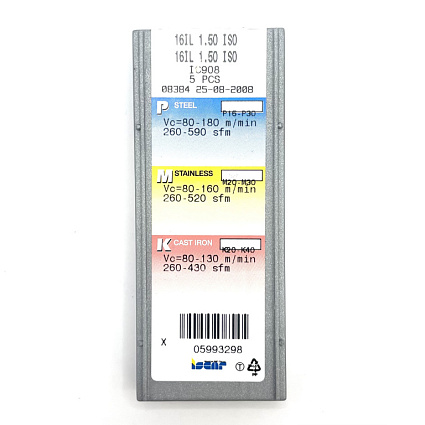 16IL 1.50 ISO
16IL 1.50 ISO
IC908
5 PCS
08384 25-08-2008
P STEEL
P16-P30
Vc=80-180 m/min
260-590 sfm
M STAINLESS
M20-M30
Vc=80-160 m/min
260-520 sfm
K CAST IRON
K20-K40
Vc=80-130 m/min
260-430 sfm
X
05993298
iscar
T